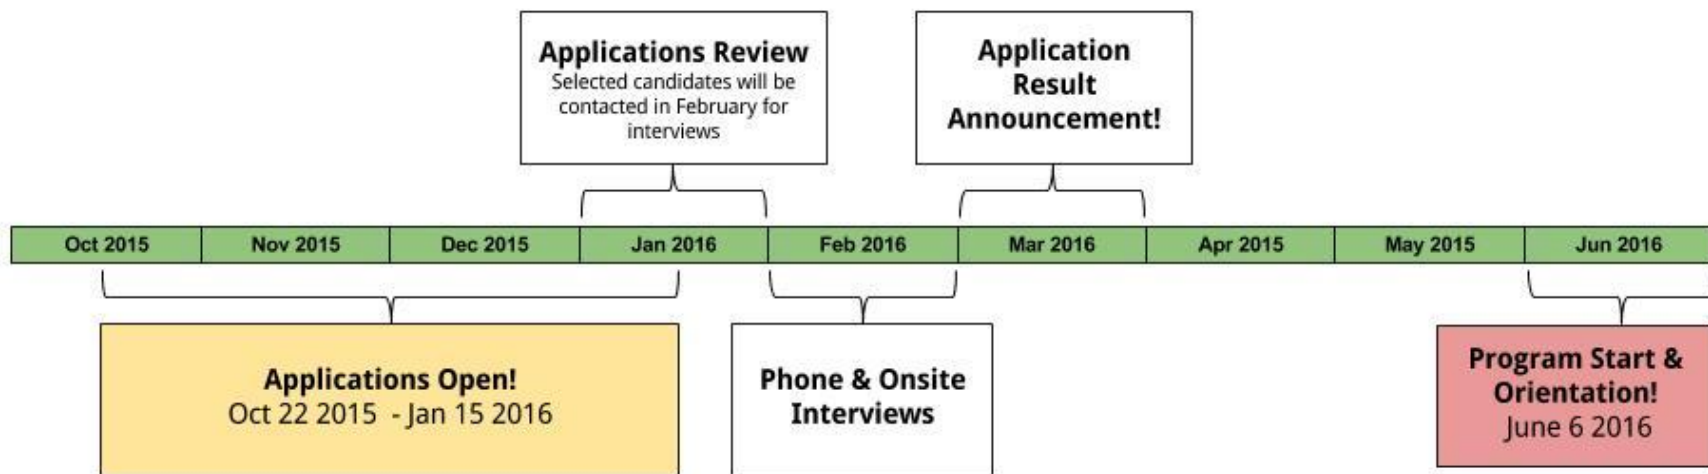 Applications Review
Selected candidates will be
contacted in February for
interviews
Application
Result
Announcement!
Oct 2015
Nov 2015
Dec 2015
Jan 2016
Feb 2016
Mar 2016
Apr 2015
May 2015
Jun 2016
Applications Open!
Oct 22 2015 - Jan 15 2016
Phone & Onsite
Interviews
Program Start &
Orientation!
June 6 2016